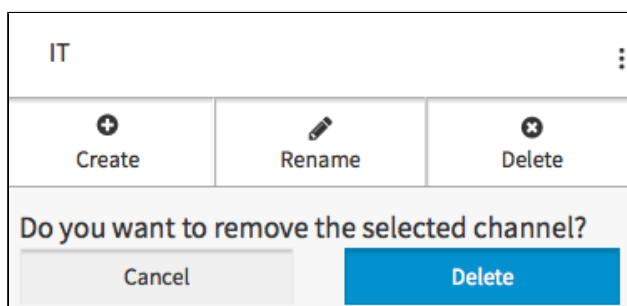 IT
Create
Rename
Delete
Do you want to remove the selected channel?
Cancel
Delete